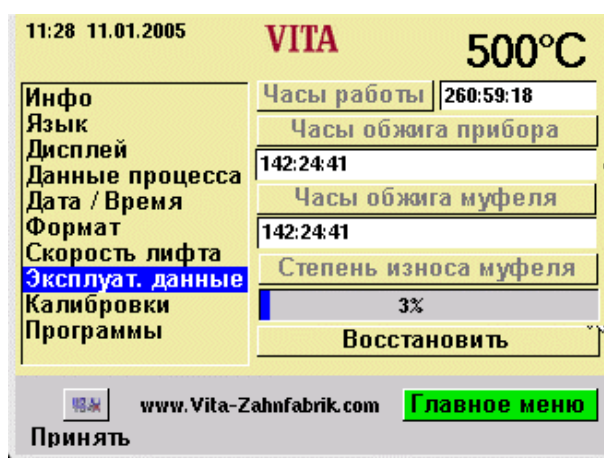 11:28 11.01.2005
VITA
500°C
Инфо
Язык
Дисплей
Данные процесса
Дата / Время
Формат
Скорость лифта
Эксплуат. данные
Калибровки
Программы
Часы работы 260:59:18
Часы обжига прибора
142:24:41
Часы обжига муфеля
142:24:41
Степень износа муфеля
3%
Восстановить
www.Vita-Zahnfabrik.com
Главное меню
Принять